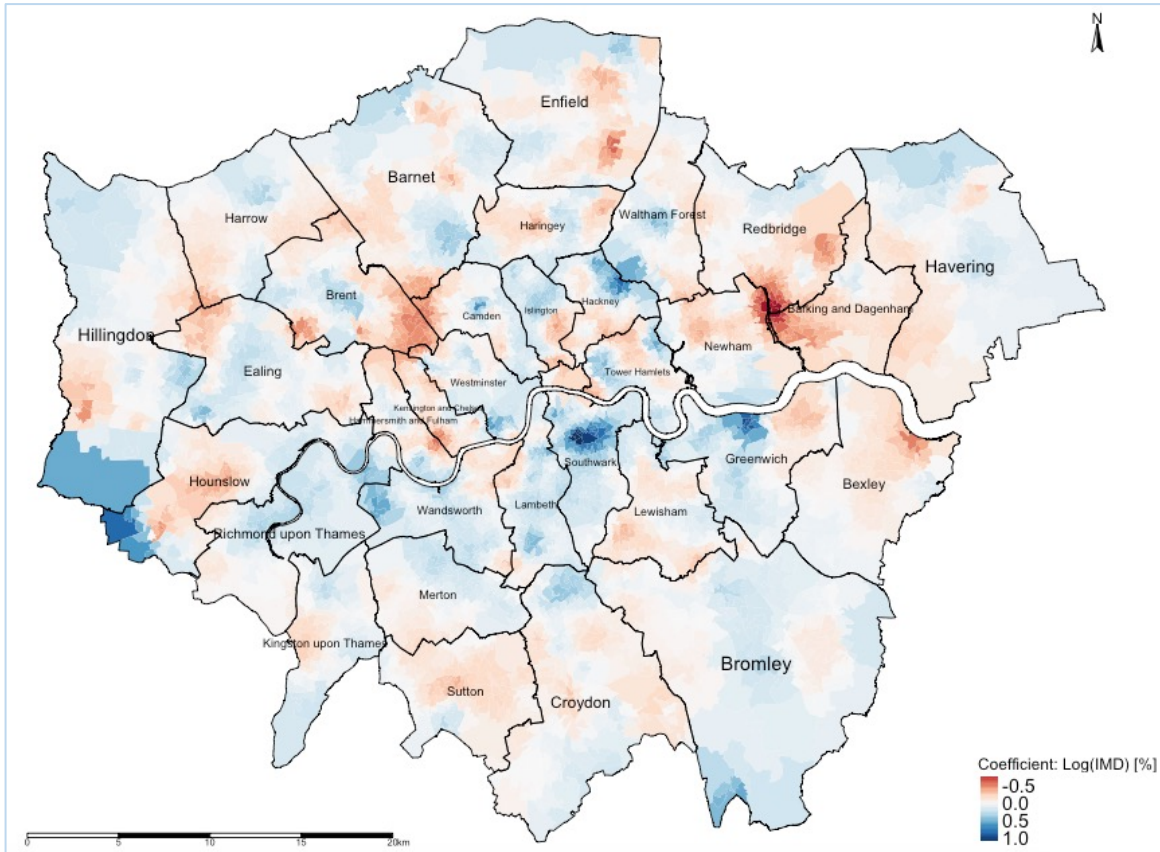 N
Enfield
Barnet
Haringey
Waltham Forest
Harrow
Redbridge
Havering
Brent
Camden
Islington
Hackney
Barking and Dagenham
Hillingdon
Newham
Ealing
Westminster
Tower Hamlets
Kensington and Chelsea
Hammersmith and Fulham
Hounslow
Southwark
Greenwich
Bexley
Richmond upon Thames
Wandsworth
Lambeth
Lewisham
Merton
Kingston upon Thames
Bromley
Sutton
Croydon
Coefficient: Log(IMD) [%]
-0.5
0.0
0.5
1.0
0 5 10 15 20km